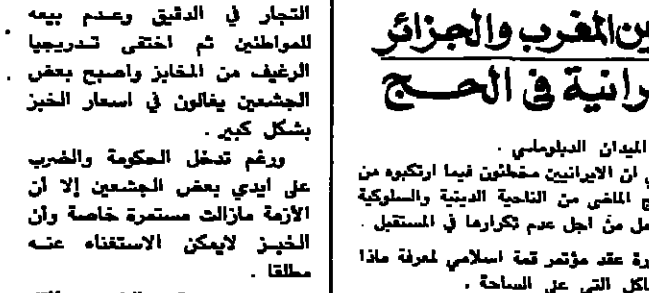 ين المغرب والجزائر
رانية في الحج
الميدان الدبلوماسي .
ان الايرانيين مخطئون فيما ارتكبوه من
ج الماضي من الناحية الدينية والسلوكية
مل من اجل عدم تكرارها في المستقبل .
رة عقد مؤتمر قمة اسلامي لمعرفة ماذا
اكل التي على الساحة .
التجار في الدقيق وعدم بيعه
للمواطنين ثم اختفى تدريجيا
الرغيف من المخابز واصبح بعض
الجشعين يغالون في اسعار الخبز
بشكل كبير .
ورغم تدخل الحكومة والضرب
على ايدي بعض الجشعين إلا أن
الأزمة مازالت مستمرة خاصة وأن
الخبز لايمكن الاستغناء عنه
مطلقا .